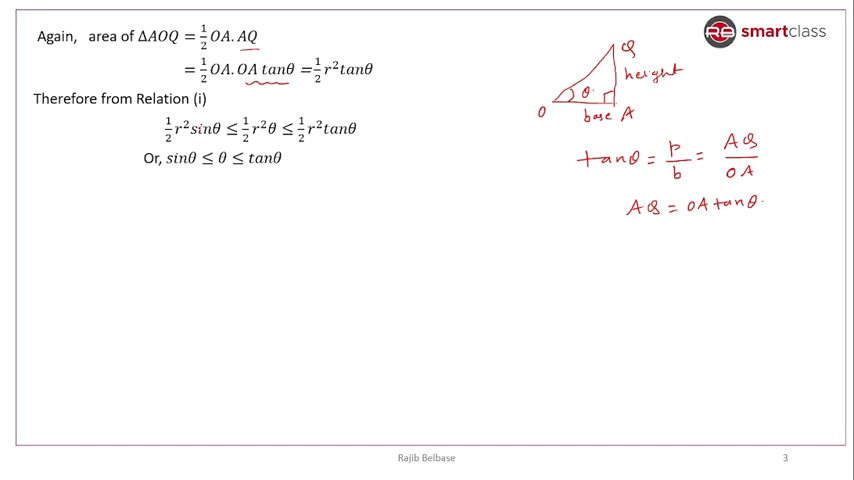 Again, area of ΔAOQ = 1/2 OA. AQ
= 1/2 OA. OA tanθ = 1/2 r²tanθ
Therefore from Relation (i)
1/2 r²sinθ ≤ 1/2 r²θ ≤ 1/2 r²tanθ
Or, sinθ ≤ θ ≤ tanθ
RB smartclass
Q
height
θ
O
base A
tanθ = p/b = AQ/OA
AQ = OA tanθ.
Rajib Belbase
3